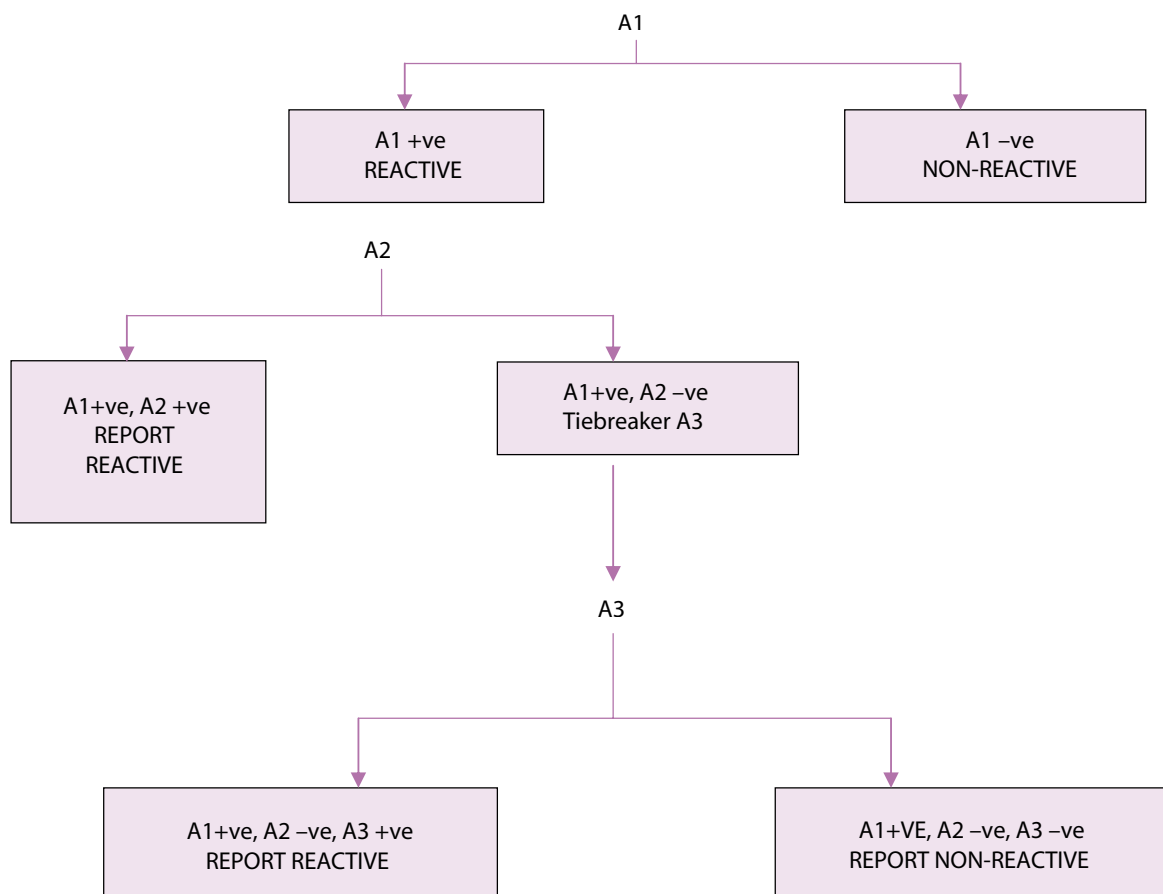 A1
A1 +ve
REACTIVE
A1 –ve
NON-REACTIVE
A2
A1+ve, A2 +ve
REPORT
REACTIVE
A1+ve, A2 –ve
Tiebreaker A3
A3
A1+ve, A2 –ve, A3 +ve
REPORT REACTIVE
A1+VE, A2 –ve, A3 –ve
REPORT NON-REACTIVE